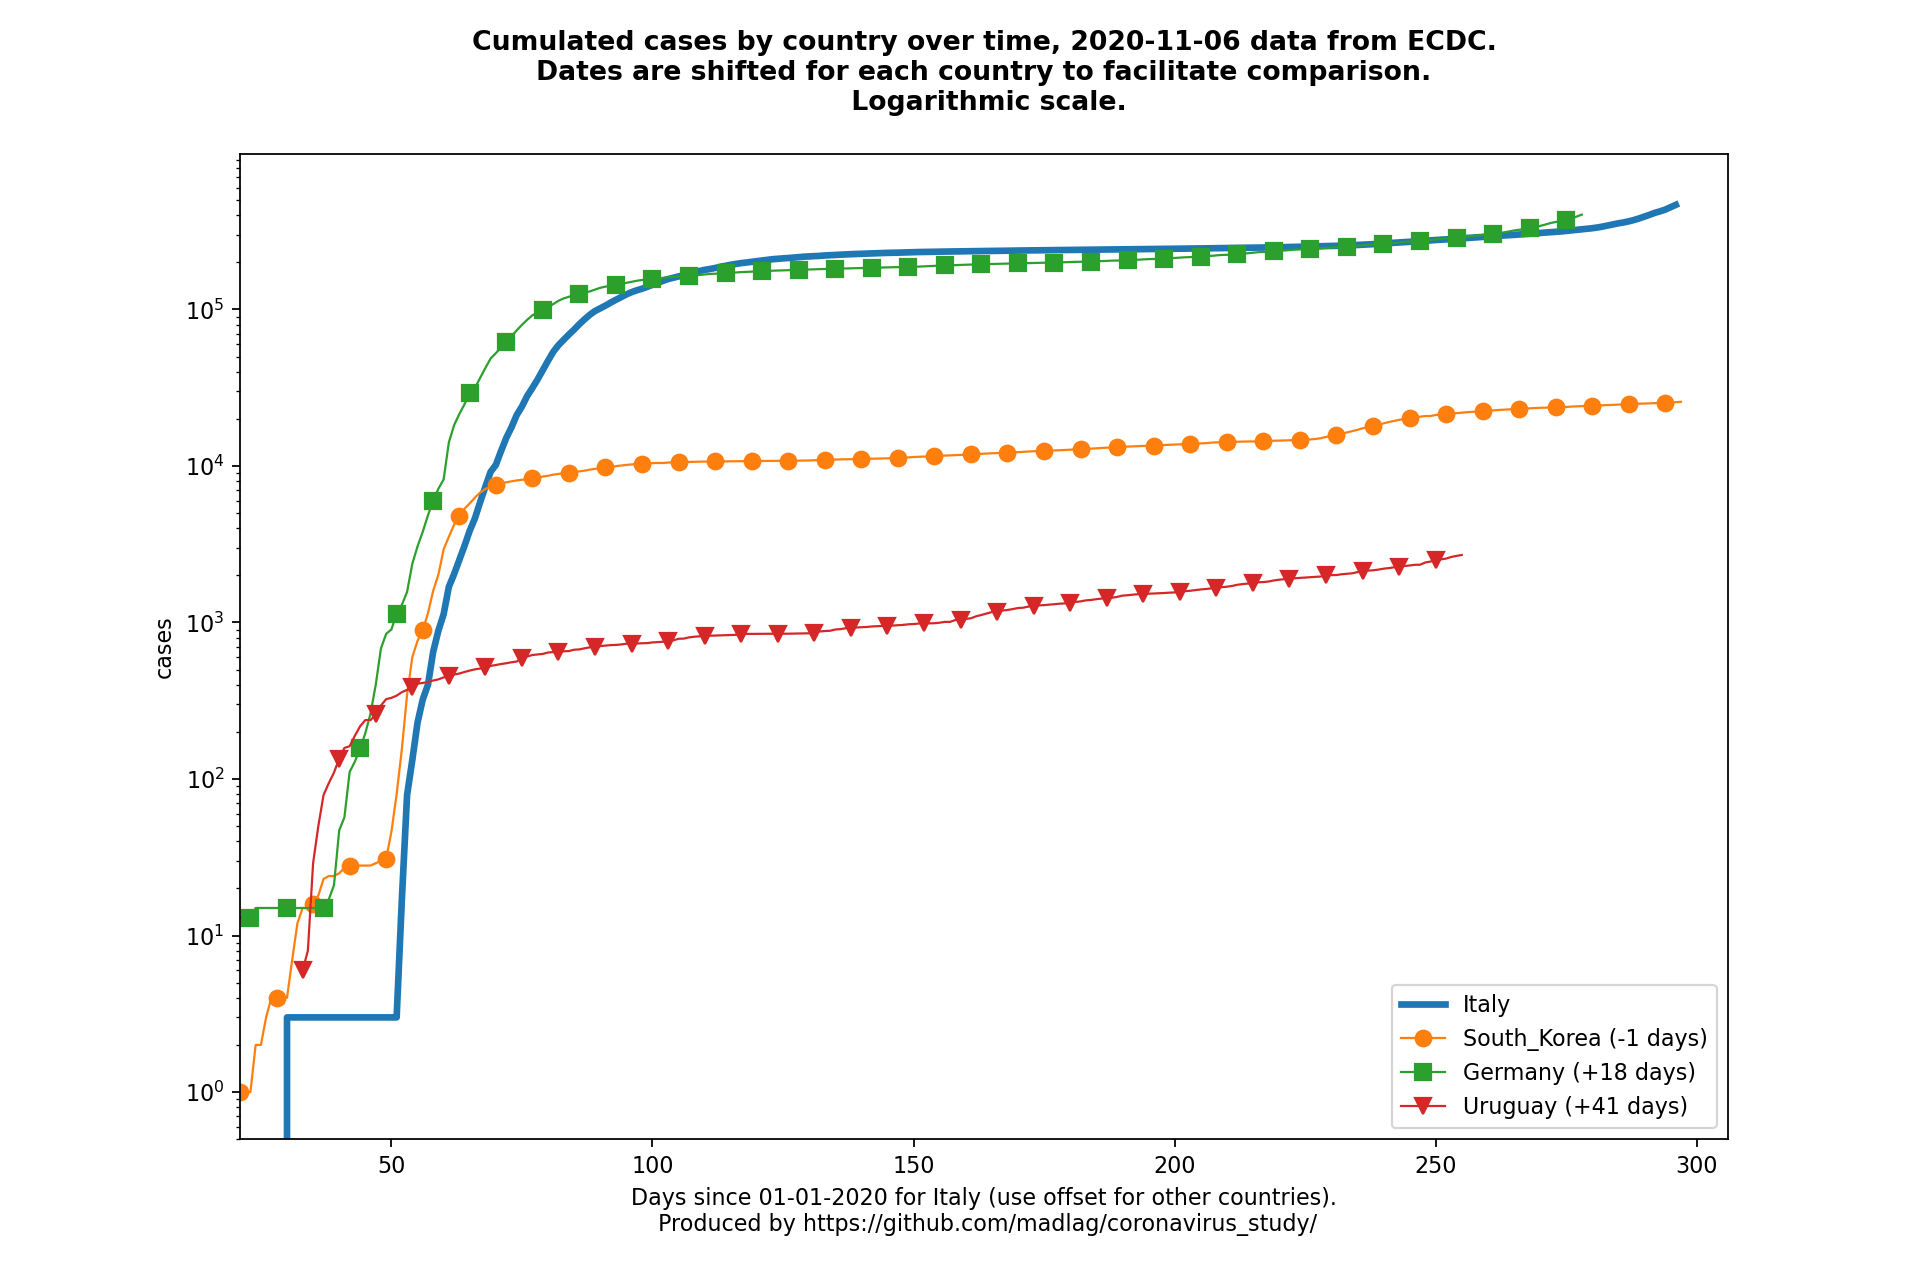 Cumulated cases by country over time, 2020-11-06 data from ECDC.
Dates are shifted for each country to facilitate comparison.
Logarithmic scale.
cases
10^5
10^4
10^3
10^2
10^1
10^0
50 100 150 200 250 300
Italy
South_Korea (-1 days)
Germany (+18 days)
Uruguay (+41 days)
Days since 01-01-2020 for Italy (use offset for other countries).
Produced by https://github.com/madlag/coronavirus_study/